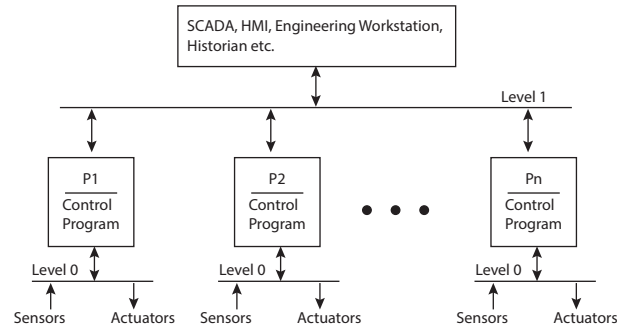 SCADA, HMI, Engineering Workstation,
Historian etc.
Level 1
P1
Control
Program
P2
Control
Program
Pn
Control
Program
Level 0
Level 0
Level 0
Sensors
Actuators
Sensors
Actuators
Sensors
Actuators